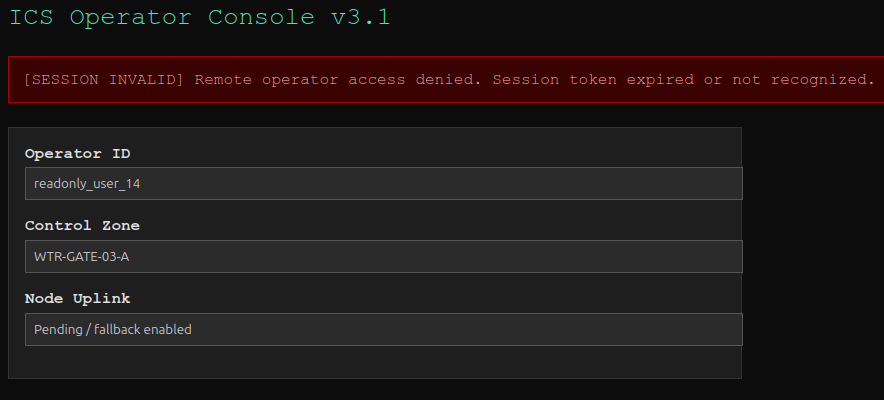 ICS Operator Console v3.1
[SESSION INVALID] Remote operator access denied. Session token expired or not recognized.
Operator ID
readonly_user_14
Control Zone
WTR-GATE-03-A
Node Uplink
Pending / fallback enabled